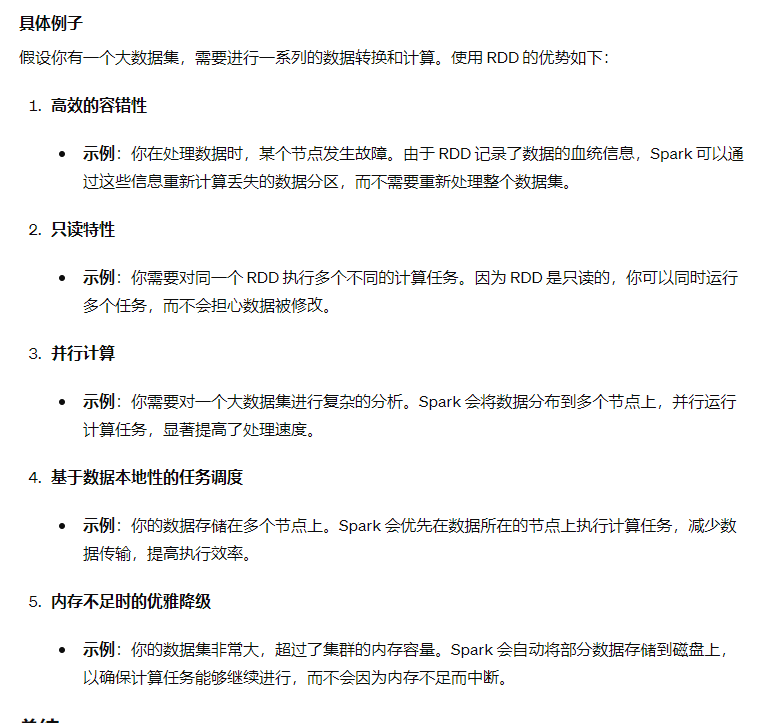 具体例子
假设你有一个大数据集，需要进行一系列的数据转换和计算。使用 RDD 的优势如下：
1. 高效的容错性
• 示例：你在处理数据时，某个节点发生故障。由于 RDD 记录了数据的血统信息，Spark 可以通
过这些信息重新计算丢失的数据分区，而不需要重新处理整个数据集。
2. 只读特性
• 示例：你需要对同一个 RDD 执行多个不同的计算任务。因为 RDD 是只读的，你可以同时运行
多个任务，而不会担心数据被修改。
3. 并行计算
• 示例：你需要对一个大数据集进行复杂的分析。Spark 会将数据分布到多个节点上，并行运行
计算任务，显著提高了处理速度。
4. 基于数据本地性的任务调度
• 示例：你的数据存储在多个节点上。Spark 会优先在数据所在的节点上执行计算任务，减少数
据传输，提高执行效率。
5. 内存不足时的优雅降级
• 示例：你的数据集非常大，超过了集群的内存容量。Spark 会自动将部分数据存储到磁盘上，
以确保计算任务能够继续进行，而不会因为内存不足而中断。